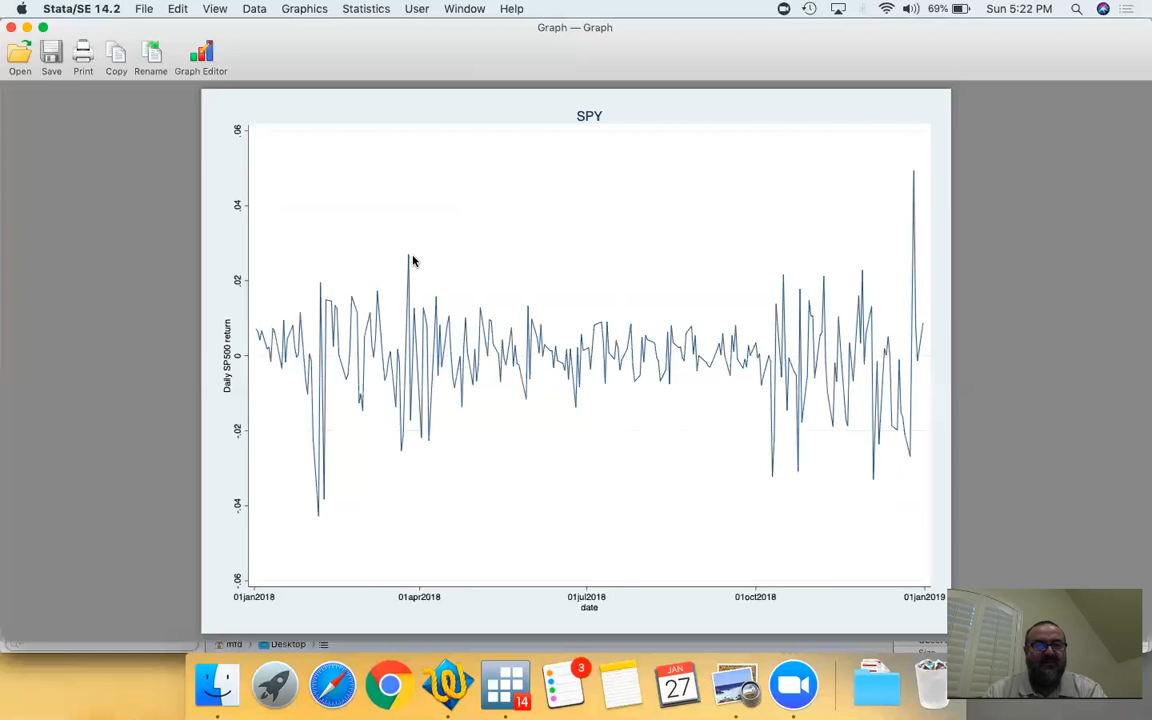 Stata/SE 14.2 File Edit Data Graphics Statistics User Window Help 69% Sun 5:22 PM
Graph — Graph
Open Save Print Copy Rename Graph Editor
SPY
.06
.04
.02
0
-.02
-.04
-.06
Daily SP500 return
01jan2018 01apr2018 01jul2018 01oct2018 01jan2019
date
mfd Desktop
Size
3
JAN
27
14